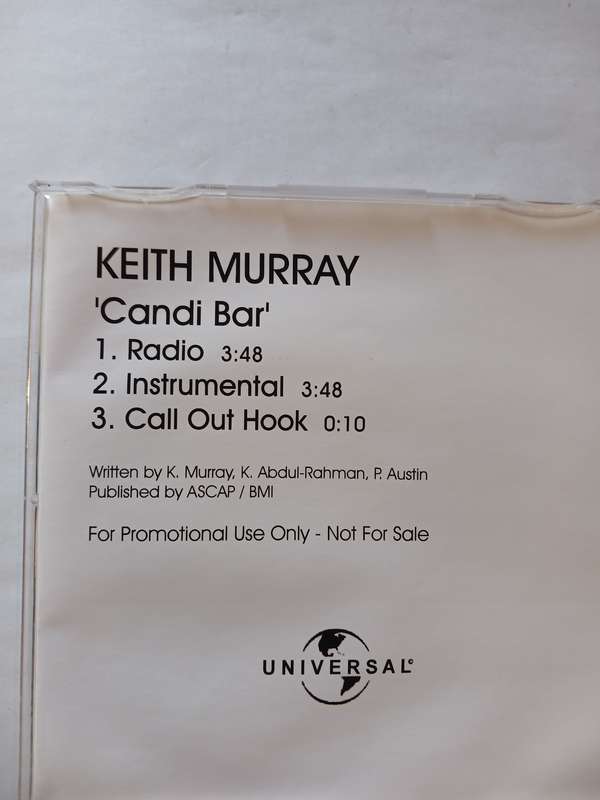 KEITH MURRAY
'Candi Bar'
1. Radio 3:48
2. Instrumental 3:48
3. Call Out Hook 0:10
Written by K. Murray, K. Abdul-Rahman, P. Austin
Published by ASCAP / BMI
For Promotional Use Only - Not For Sale
UNIVERSAL